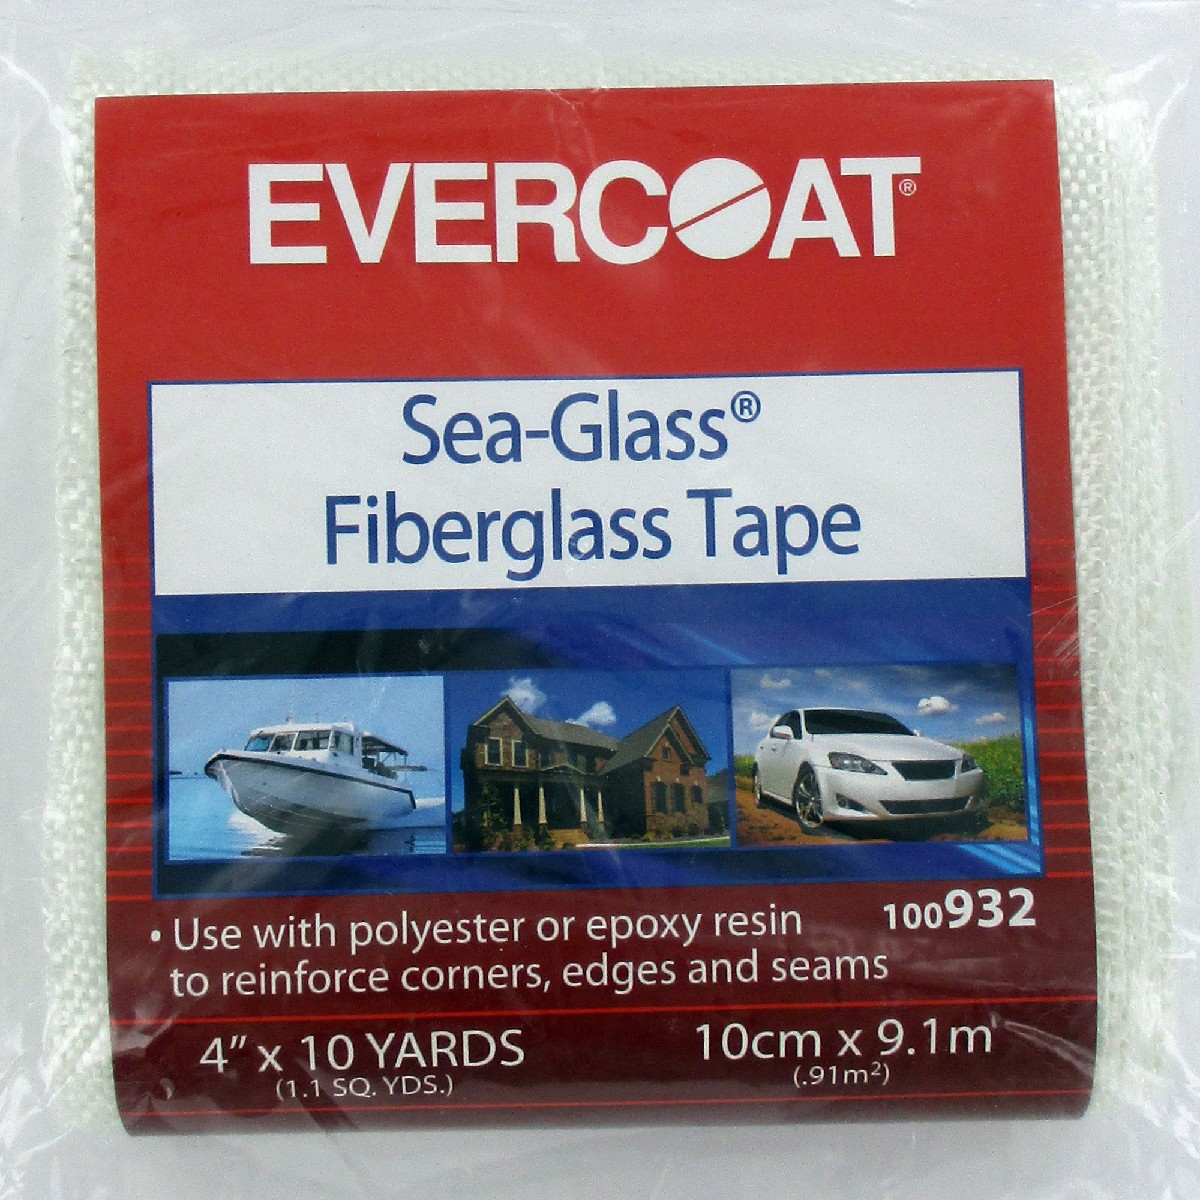 EVERCOAT®
Sea-Glass®
Fiberglass Tape
100932
• Use with polyester or epoxy resin
to reinforce corners, edges and seams
4” x 10 YARDS
(1.1 SQ. YDS.)
10cm x 9.1m
(.91m²)